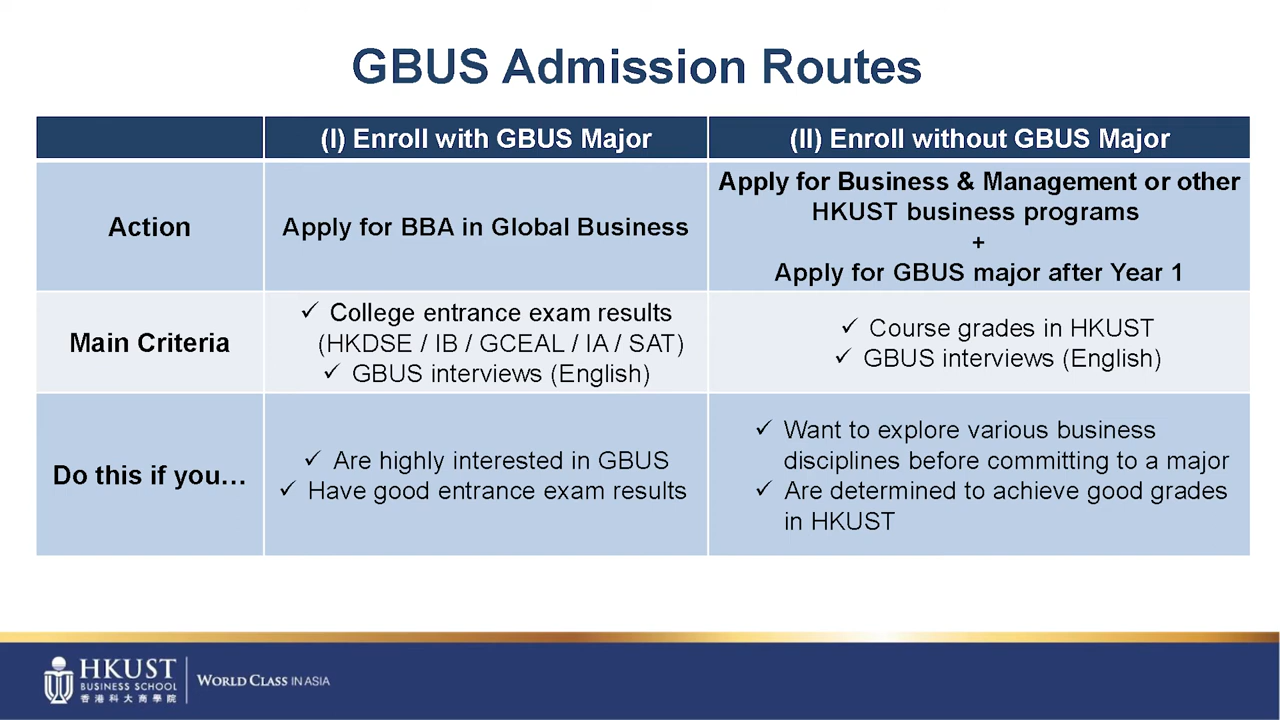 GBUS Admission Routes
(I) Enroll with GBUS Major
(II) Enroll without GBUS Major
Action
Apply for BBA in Global Business
Apply for Business & Management or other
HKUST business programs
+
Apply for GBUS major after Year 1
Main Criteria
✓ College entrance exam results
(HKDSE / IB / GCEAL / IA / SAT)
✓ GBUS interviews (English)
✓ Course grades in HKUST
✓ GBUS interviews (English)
Do this if you…
✓ Are highly interested in GBUS
✓ Have good entrance exam results
✓ Want to explore various business
disciplines before committing to a major
✓ Are determined to achieve good grades
in HKUST
HKUST
BUSINESS SCHOOL
香港科大商學院
WORLD CLASS IN ASIA